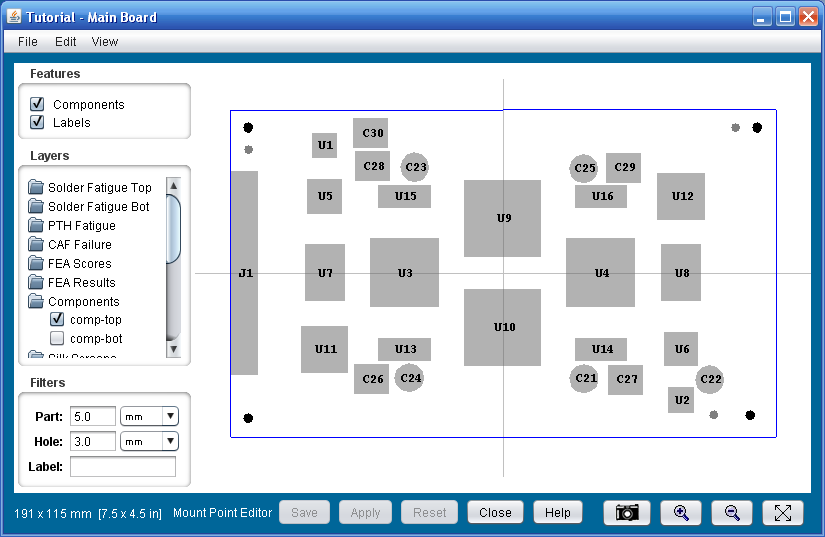 Tutorial - Main Board
File Edit View
Features
Components
Labels
Layers
Solder Fatigue Top
Solder Fatigue Bot
PTH Fatigue
CAF Failure
FEA Scores
FEA Results
Components
comp-top
comp-bot
Silk Screens
Filters
Part: 5.0 mm
Hole: 3.0 mm
Label:
U1 C30
C28 C23 C25 C29
U5 U15 U16 U12
U9
J1 U7 U3 U4 U8
U10
U11 U13 U14 U6
C26 C24 C21 C27 C22
U2
191 x 115 mm [7.5 x 4.5 in] Mount Point Editor Save Apply Reset Close Help